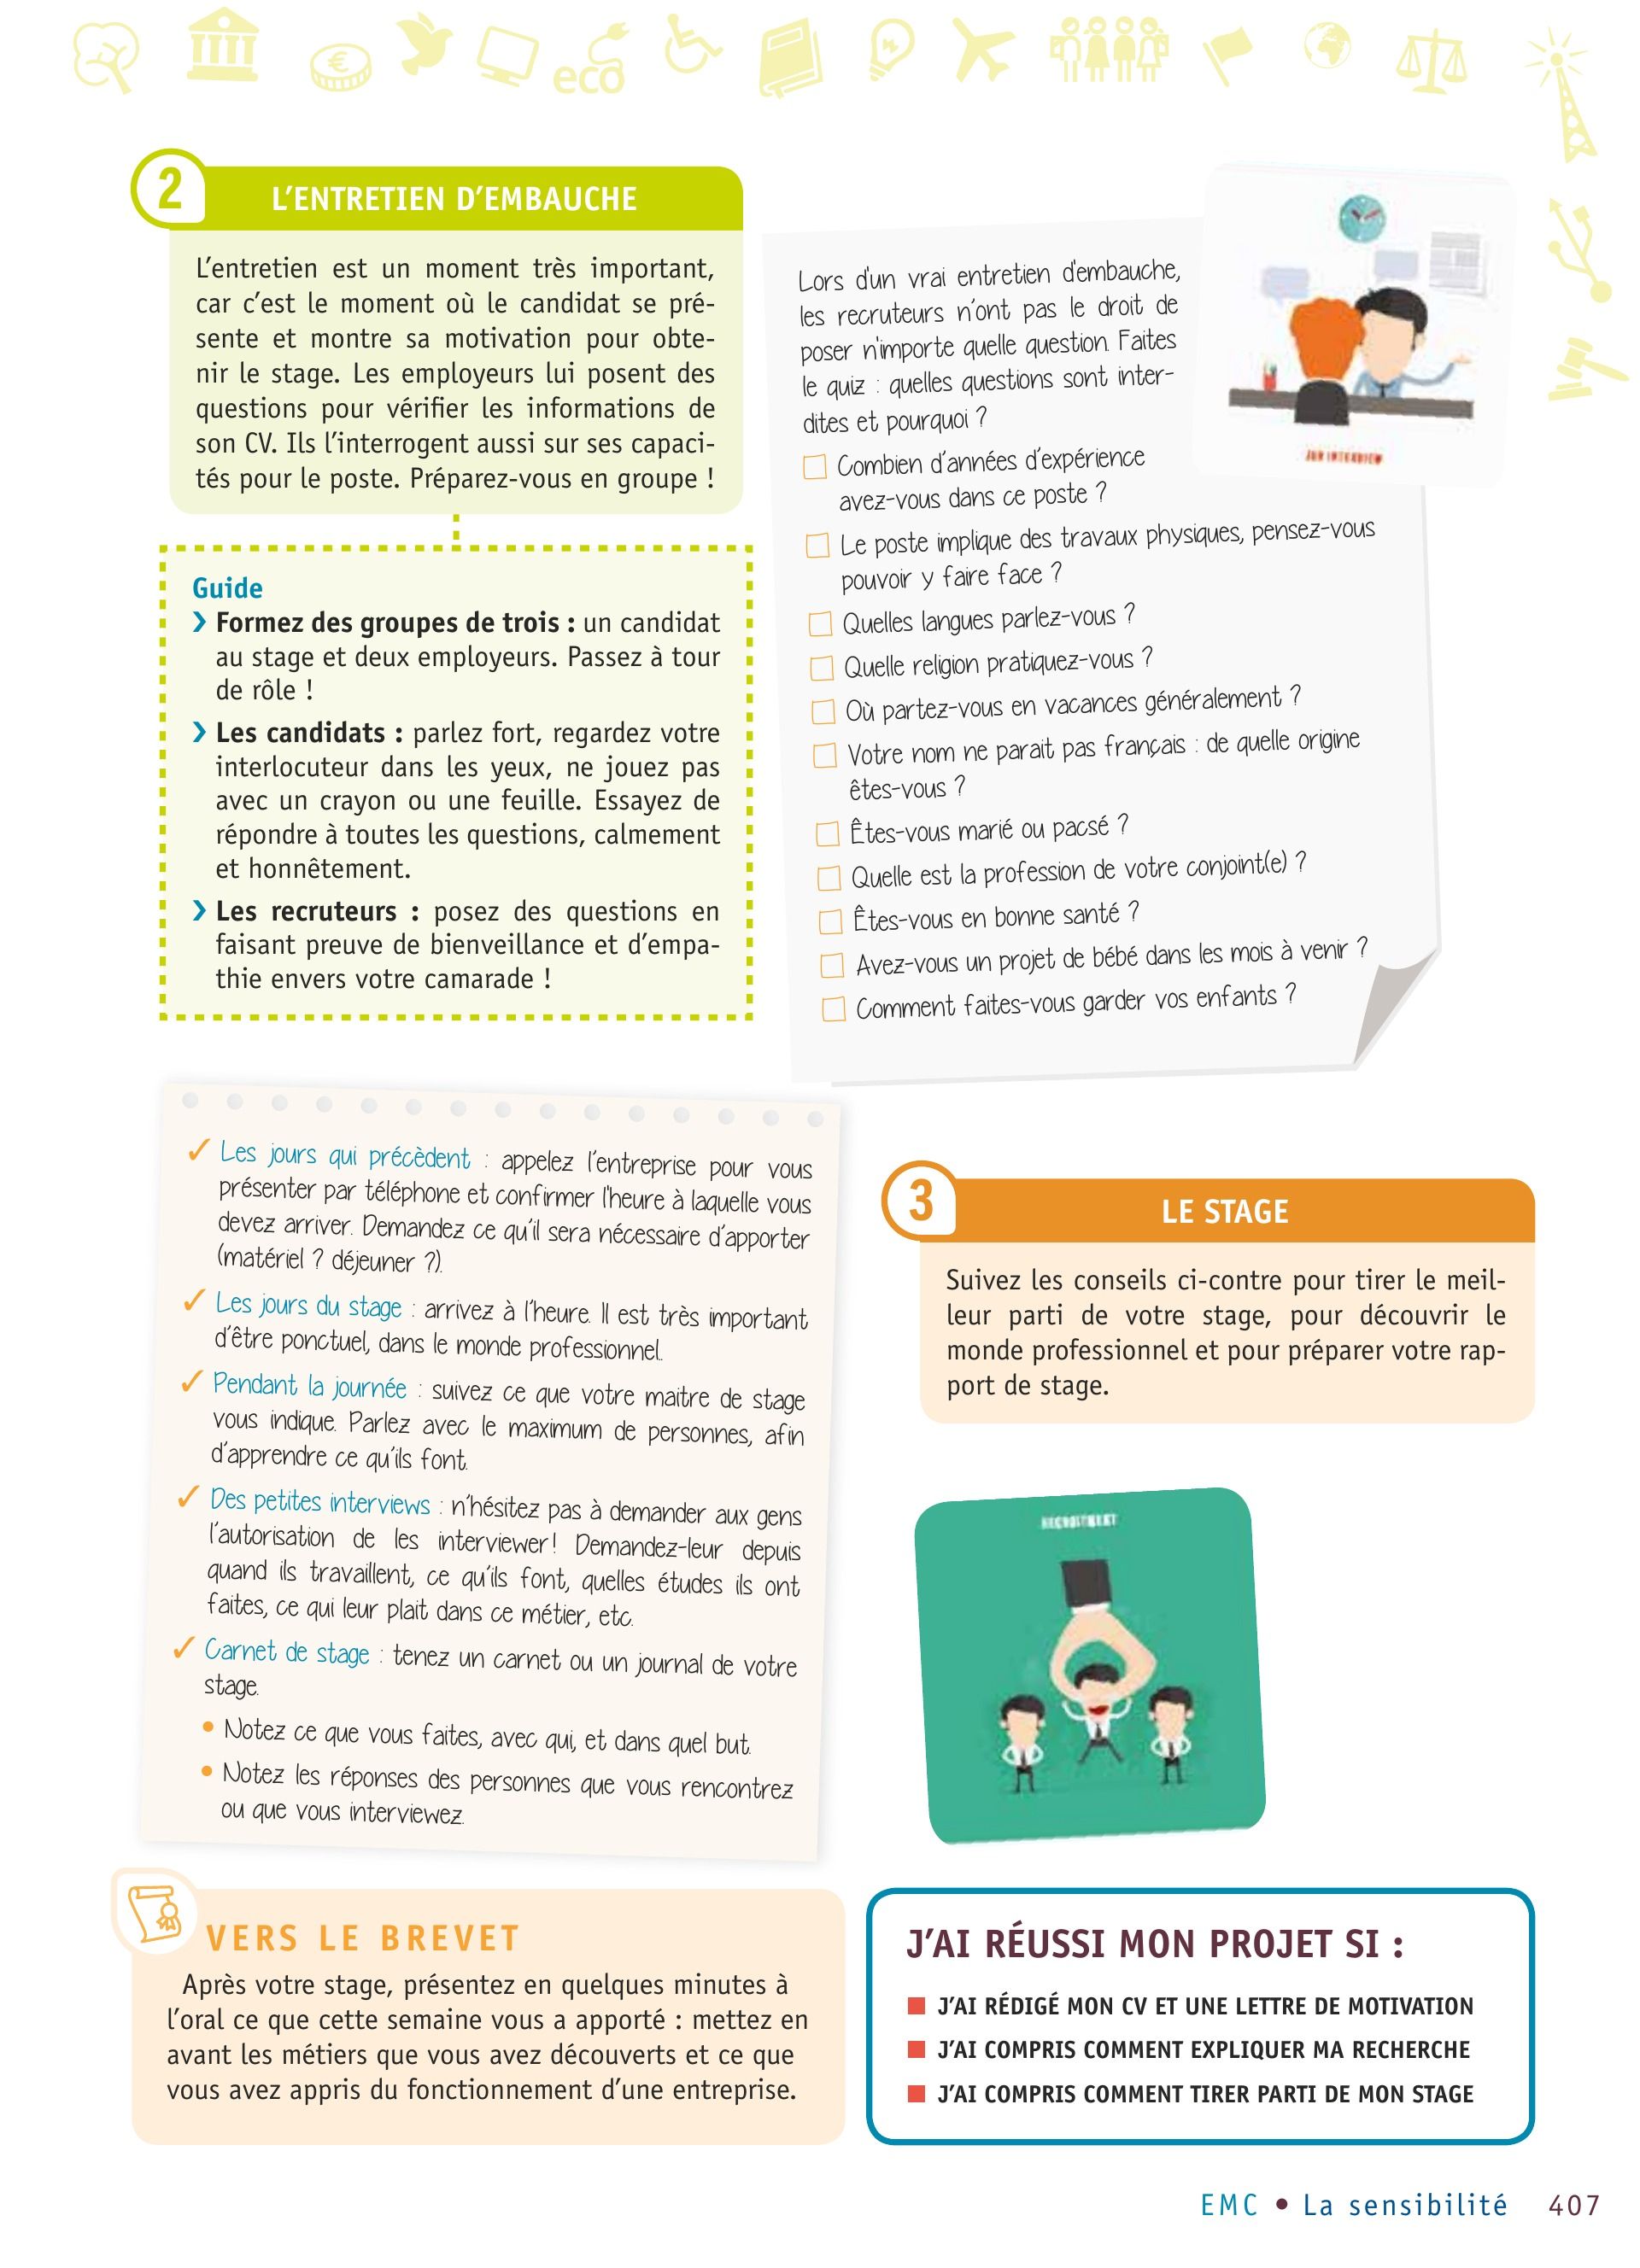 eco
2
L'ENTRETIEN D'EMBAUCHE
L'entretien est un moment très important,
car c'est le moment où le candidat se pré-
sente et montre sa motivation pour obte-
nir le stage. Les employeurs lui posent des
questions pour vérifier les informations de
son CV. Ils l'interrogent aussi sur ses capaci-
tés pour le poste. Préparez-vous en groupe !
Guide
› Formez des groupes de trois : un candidat
au stage et deux employeurs. Passez à tour
de rôle !
› Les candidats : parlez fort, regardez votre
interlocuteur dans les yeux, ne jouez pas
avec un crayon ou une feuille. Essayez de
répondre à toutes les questions, calmement
et honnêtement.
› Les recruteurs : posez des questions en
faisant preuve de bienveillance et d'empa-
thie envers votre camarade !
Lors d'un vrai entretien d'embauche,
les recruteurs n'ont pas le droit de
poser n'importe quelle question. Faites
le quiz : quelles questions sont inter-
dites et pourquoi ?
Combien d'années d'expérience
avez-vous dans ce poste ?
Le poste implique des travaux physiques, pensez-vous
pouvoir y faire face ?
Quelles langues parlez-vous ?
Quelle religion pratiquez-vous ?
Où partez-vous en vacances généralement ?
Votre nom ne parait pas français : de quelle origine
êtes-vous ?
Êtes-vous marié ou pacsé ?
Quelle est la profession de votre conjoint(e) ?
Êtes-vous en bonne santé ?
Avez-vous un projet de bébé dans les mois à venir ?
Comment faites-vous garder vos enfants ?
JOB INTERVIEW
✓ Les jours qui précèdent : appelez l'entreprise pour vous
présenter par téléphone et confirmer l'heure à laquelle vous
devez arriver. Demandez ce qu'il sera nécessaire d'apporter
(matériel ? déjeuner ?).
✓ Les jours du stage : arrivez à l'heure. Il est très important
d'être ponctuel, dans le monde professionnel.
✓ Pendant la journée : suivez ce que votre maitre de stage
vous indique. Parlez avec le maximum de personnes, afin
d'apprendre ce qu'ils font.
✓ Des petites interviews : n'hésitez pas à demander aux gens
l'autorisation de les interviewer! Demandez-leur depuis
quand ils travaillent, ce qu'ils font, quelles études ils ont
faites, ce qui leur plait dans ce métier, etc.
✓ Carnet de stage : tenez un carnet ou un journal de votre
stage.
• Notez ce que vous faites, avec qui, et dans quel but.
• Notez les réponses des personnes que vous rencontrez
ou que vous interviewez.
3
LE STAGE
Suivez les conseils ci-contre pour tirer le meil-
leur parti de votre stage, pour découvrir le
monde professionnel et pour préparer votre rap-
port de stage.
RECRUITMENT
VERS LE BREVET
Après votre stage, présentez en quelques minutes à
l'oral ce que cette semaine vous a apporté : mettez en
avant les métiers que vous avez découverts et ce que
vous avez appris du fonctionnement d'une entreprise.
J'AI RÉUSSI MON PROJET SI :
J'AI RÉDIGÉ MON CV ET UNE LETTRE DE MOTIVATION
J'AI COMPRIS COMMENT EXPLIQUER MA RECHERCHE
J'AI COMPRIS COMMENT TIRER PARTI DE MON STAGE
EMC • La sensibilité 407